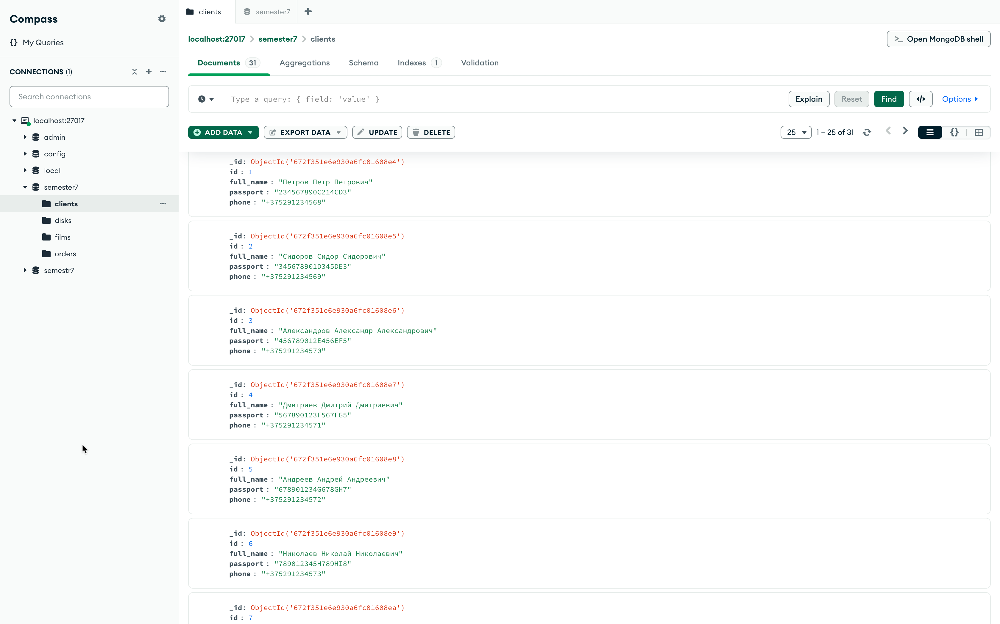 Compass
My Queries
CONNECTIONS (1)
Search connections
localhost:27017
admin
config
local
semester7
clients
disks
films
orders
semestr7
clients
semester7
localhost:27017 > semester7 > clients
>_ Open MongoDB shell
Documents 31 Aggregations Schema Indexes 1 Validation
Type a query: { field: 'value' }
Explain Reset Find </> Options
ADD DATA EXPORT DATA UPDATE DELETE
25 1 – 25 of 31 {}
_id: ObjectId('672f351e6e930a6fc01608e4')
id : 1
full_name : "Петров Петр Петрович"
passport : "234567890C214CD3"
phone : "+375291234568"
_id: ObjectId('672f351e6e930a6fc01608e5')
id : 2
full_name : "Сидоров Сидор Сидорович"
passport : "345678901D345DE3"
phone : "+375291234569"
_id: ObjectId('672f351e6e930a6fc01608e6')
id : 3
full_name : "Александров Александр Александрович"
passport : "456789012E456EF5"
phone : "+375291234570"
_id: ObjectId('672f351e6e930a6fc01608e7')
id : 4
full_name : "Дмитриев Дмитрий Дмитриевич"
passport : "567890123F567FG5"
phone : "+375291234571"
_id: ObjectId('672f351e6e930a6fc01608e8')
id : 5
full_name : "Андреев Андрей Андреевич"
passport : "678901234G678GH7"
phone : "+375291234572"
_id: ObjectId('672f351e6e930a6fc01608e9')
id : 6
full_name : "Николаев Николай Николаевич"
passport : "789012345H789HI8"
phone : "+375291234573"
_id: ObjectId('672f351e6e930a6fc01608ea')
id : 7